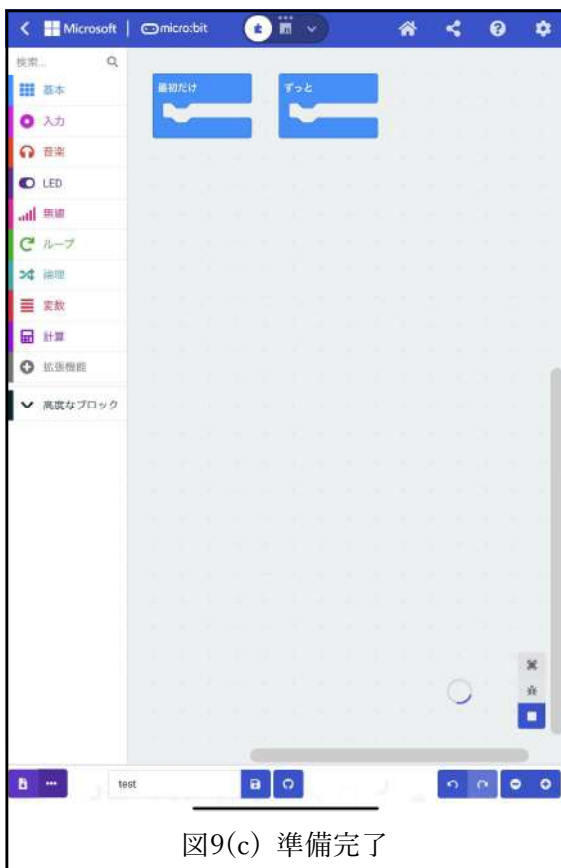 Microsoft
micro:bit
検索...
最初だけ
ずっと
基本
入力
音楽
LED
無線
ループ
論理
変数
計算
拡張機能
高度なブロック
test
図9(c) 準備完了